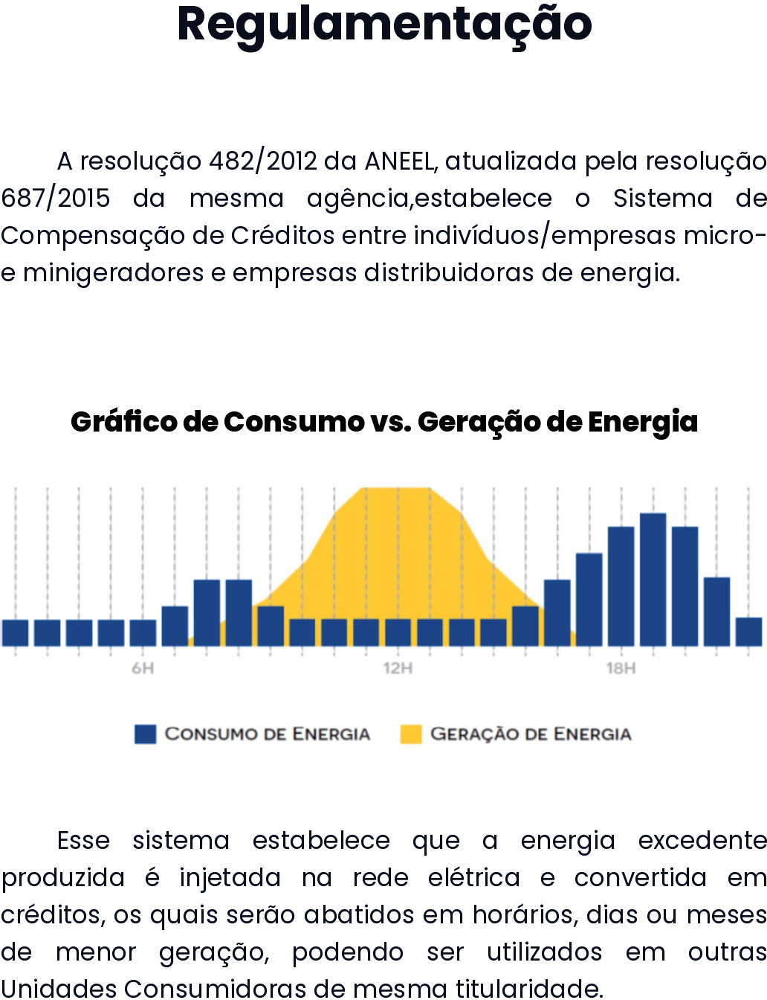 Regulamentação
A resolução 482/2012 da ANEEL, atualizada pela resolução
687/2015 da mesma agência,estabelece o Sistema de
Compensação de Créditos entre indivíduos/empresas micro-
e minigeradores e empresas distribuidoras de energia.
Gráfico de Consumo vs. Geração de Energia
6H 12H 18H
Consumo de Energia Geração de Energia
Esse sistema estabelece que a energia excedente
produzida é injetada na rede elétrica e convertida em
créditos, os quais serão abatidos em horários, dias ou meses
de menor geração, podendo ser utilizados em outras
Unidades Consumidoras de mesma titularidade.